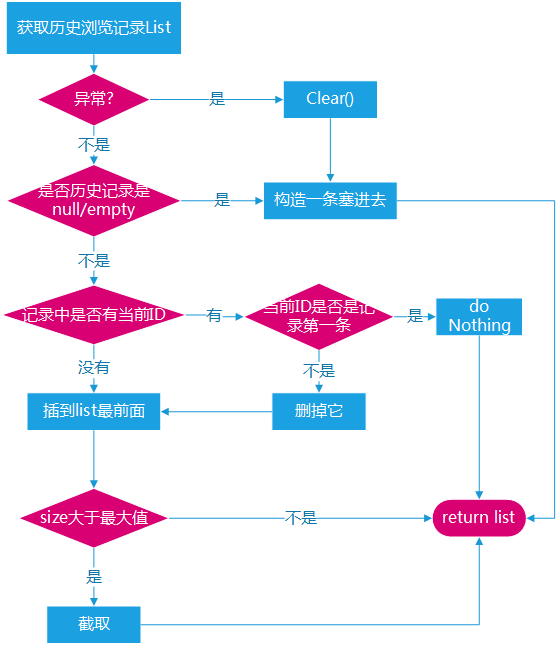 获取历史浏览记录List
异常?
是
Clear()
不是
是否历史记录是
null/empty
是
构造一条塞进去
不是
记录中是否有当前ID
有
当前ID是否是记
录第一条
是
do
Nothing
没有
不是
插到list最前面
删掉它
size大于最大值
不是
return list
是
截取